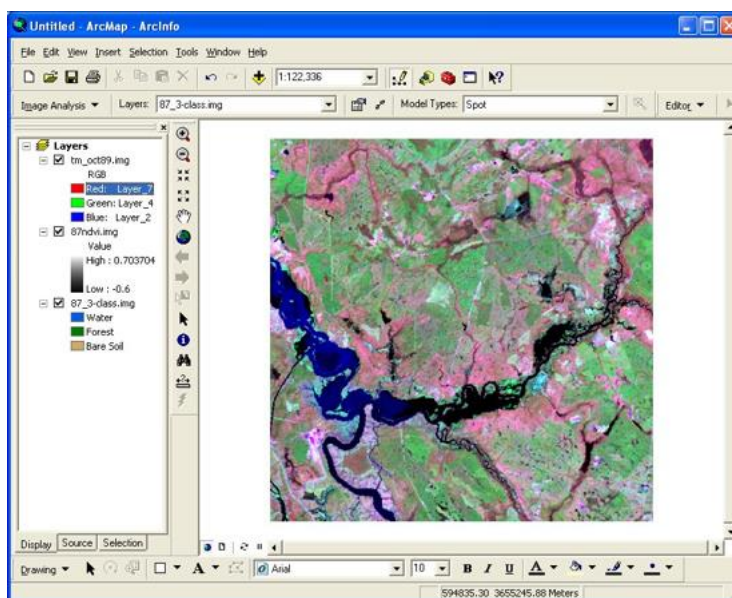 Untitled - ArcMap - ArcInfo
File Edit View Insert Selection Tools Window Help
1:122,336
Image Analysis Layers: 87_3-class.img Model Types: Spot Editor
Layers
tm_oct89.img
RGB
Red: Layer_7
Green: Layer_4
Blue: Layer_2
87ndvi.img
Value
High : 0.703704
Low : -0.6
87_3-class.img
Water
Forest
Bare Soil
Display Source Selection
Drawing A Arial 10 B I U A
594835.30 3655245.88 Meters